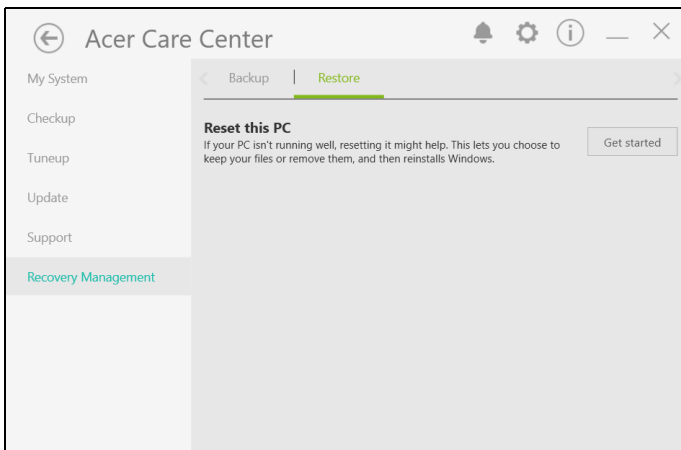 Acer Care Center
My System
Checkup
Tuneup
Update
Support
Recovery Management
Backup | Restore
Reset this PC
If your PC isn't running well, resetting it might help. This lets you choose to
keep your files or remove them, and then reinstalls Windows.
Get started